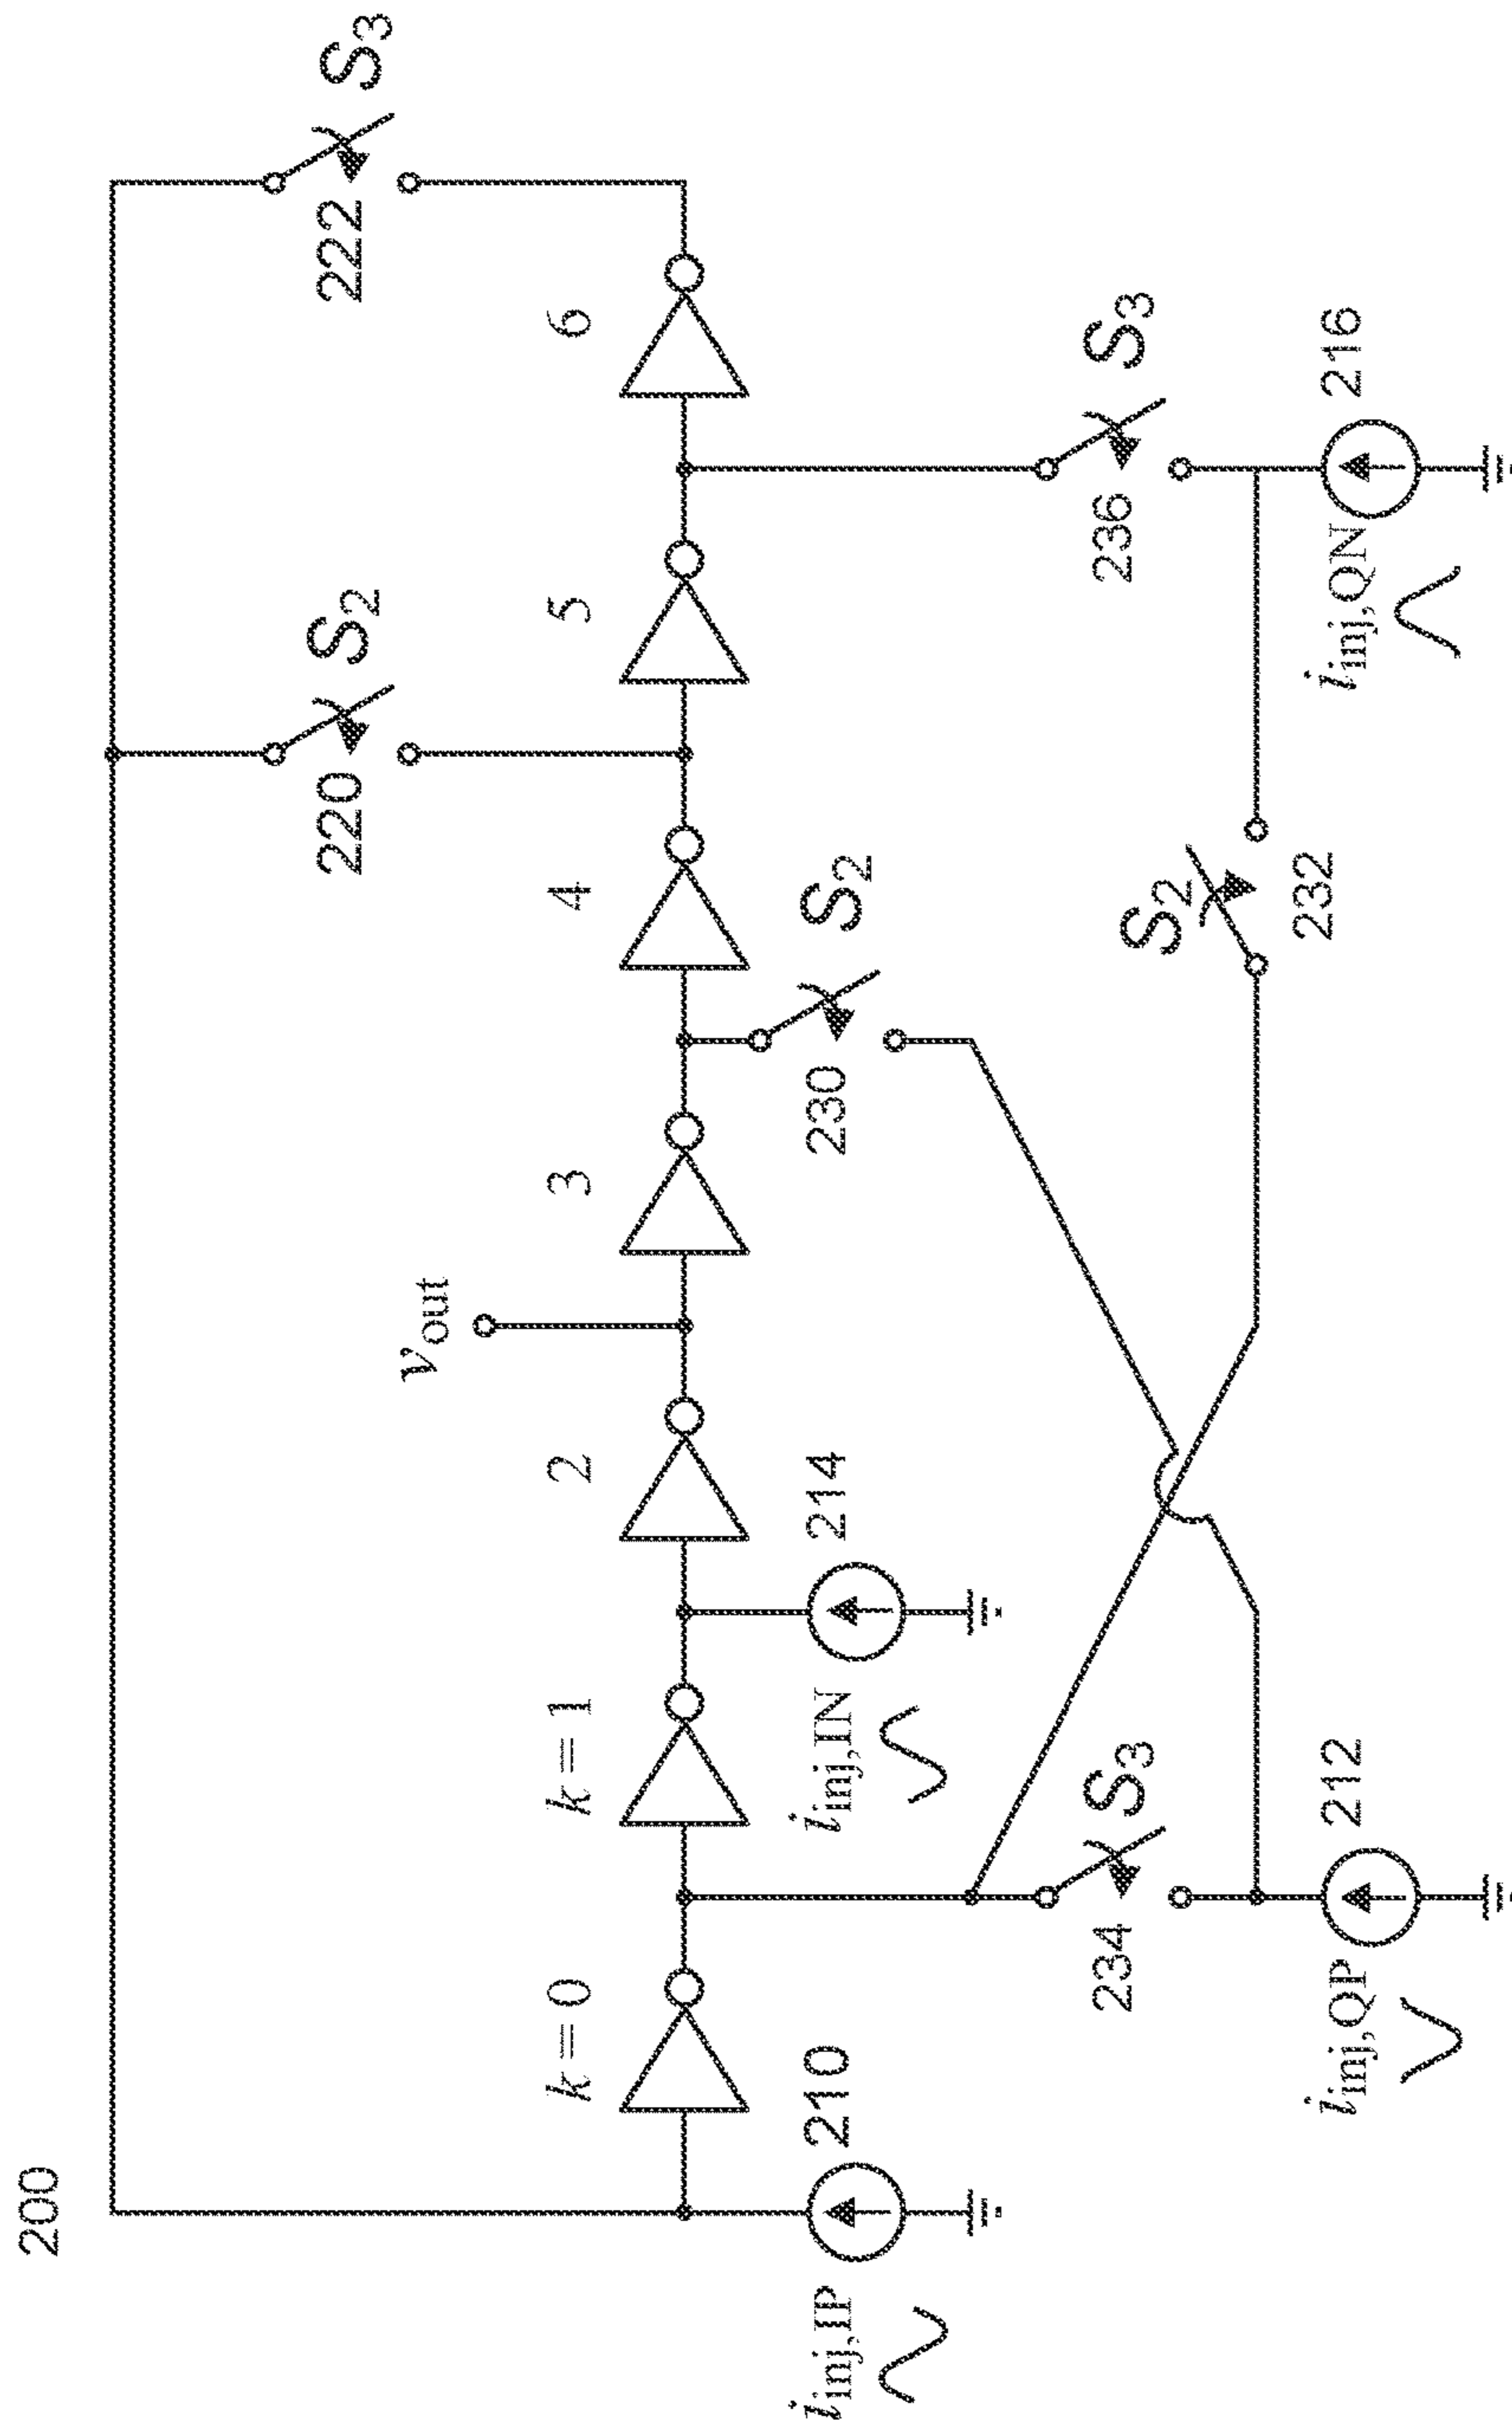 200
S3
222
S2
220
k=0
k=1
2
3
4
5
6
vout
S2
230
iinj,IP
210
iinj,IN
214
S2
232
234
S3
236
S3
iinj,QP
212
iinj,QN
216